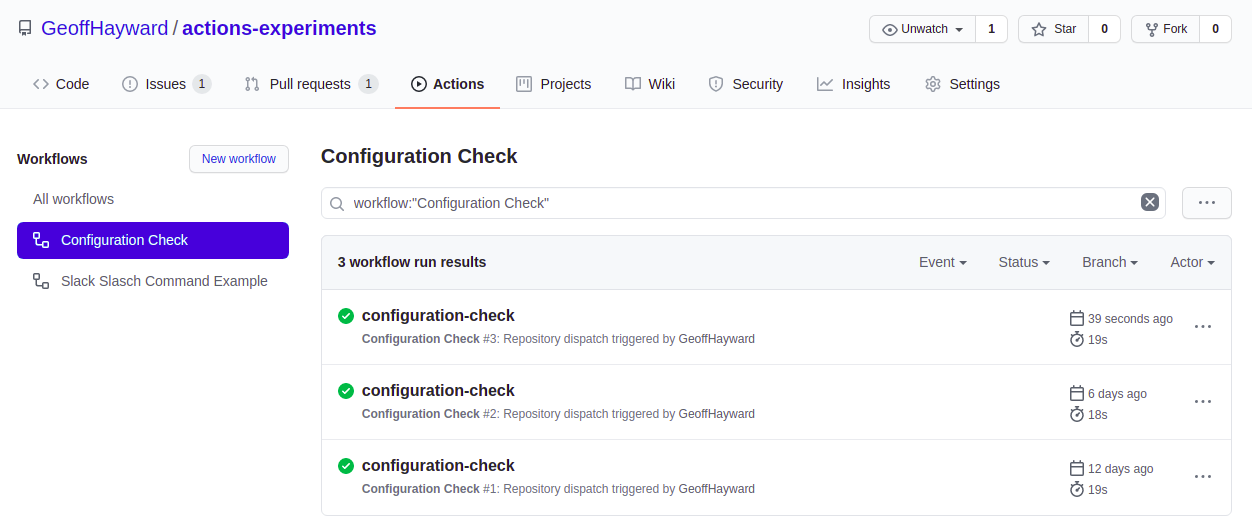 GeoffHayward / actions-experiments
Unwatch 1 Star 0 Fork 0
Code Issues 1 Pull requests 1 Actions Projects Wiki Security Insights Settings
Workflows New workflow
All workflows
Configuration Check
Slack Slasch Command Example
Configuration Check
workflow:"Configuration Check"
3 workflow run results Event Status Branch Actor
configuration-check
Configuration Check #3: Repository dispatch triggered by GeoffHayward
39 seconds ago
19s
configuration-check
Configuration Check #2: Repository dispatch triggered by GeoffHayward
6 days ago
18s
configuration-check
Configuration Check #1: Repository dispatch triggered by GeoffHayward
12 days ago
19s